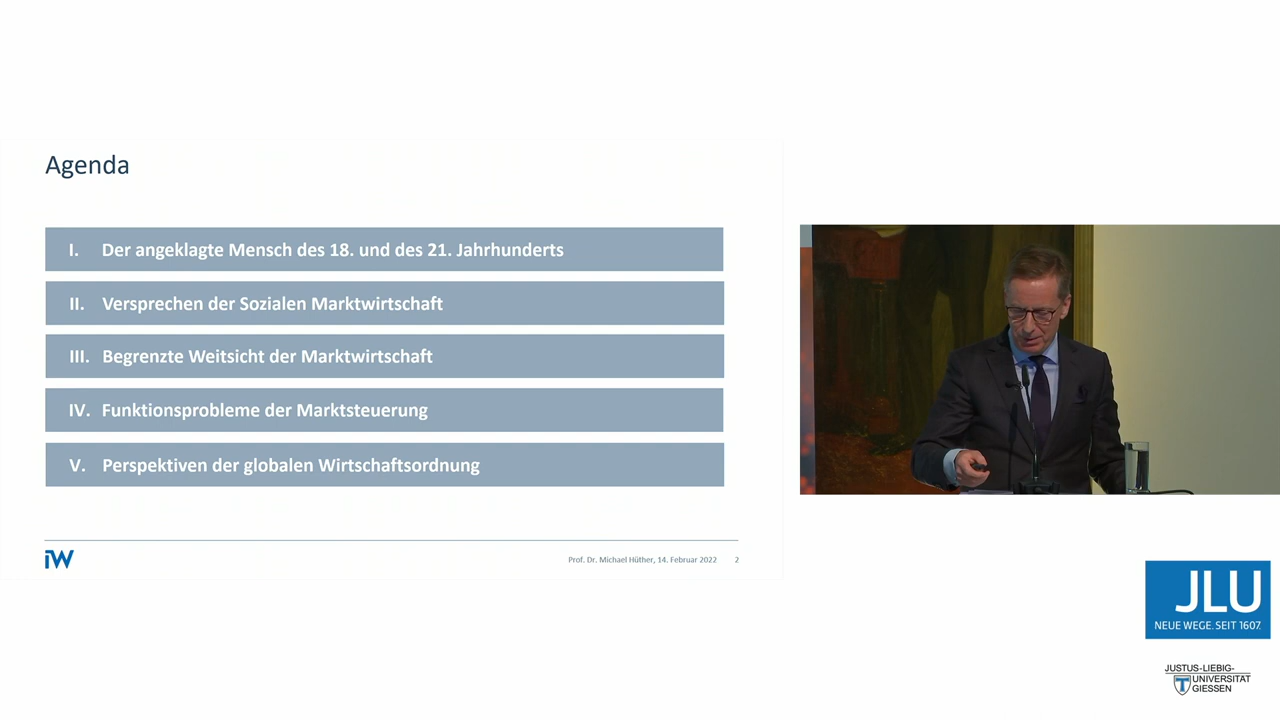 Agenda
I. Der angeklagte Mensch des 18. und des 21. Jahrhunderts
II. Versprechen der Sozialen Marktwirtschaft
III. Begrenzte Weitsicht der Marktwirtschaft
IV. Funktionsprobleme der Marktsteuerung
V. Perspektiven der globalen Wirtschaftsordnung
iW
Prof. Dr. Michael Hüther, 14. Februar 2022 2
JLU
NEUE WEGE. SEIT 1607.
JUSTUS-LIEBIG-
UNIVERSITÄT
GIESSEN